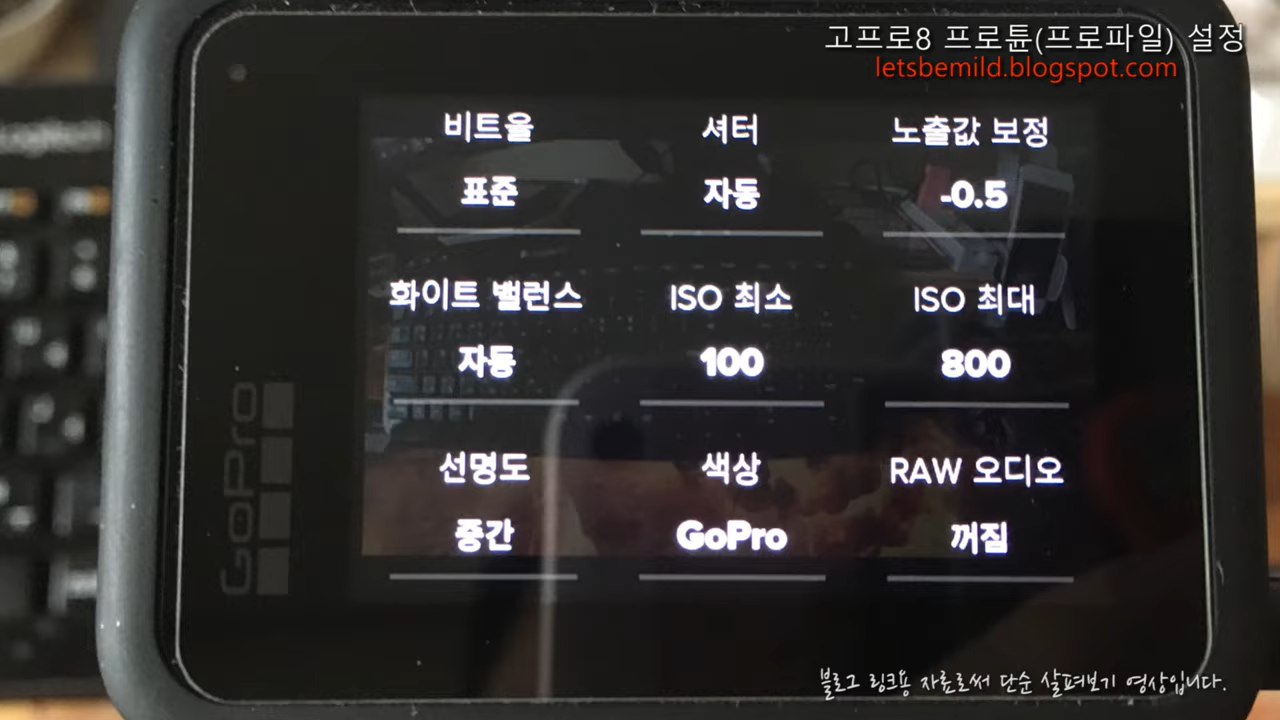 고프로8 프로튠(프로파일) 설정
letsbemild.blogspot.com
비트율 셔터 노출값 보정
표준 자동 -0.5
화이트 밸런스 ISO 최소 ISO 최대
자동 100 800
선명도 색상 RAW 오디오
중간 GoPro 꺼짐
GoPro
Logitech
블로그 링크용 자료로써 단순 살펴보기 영상입니다.